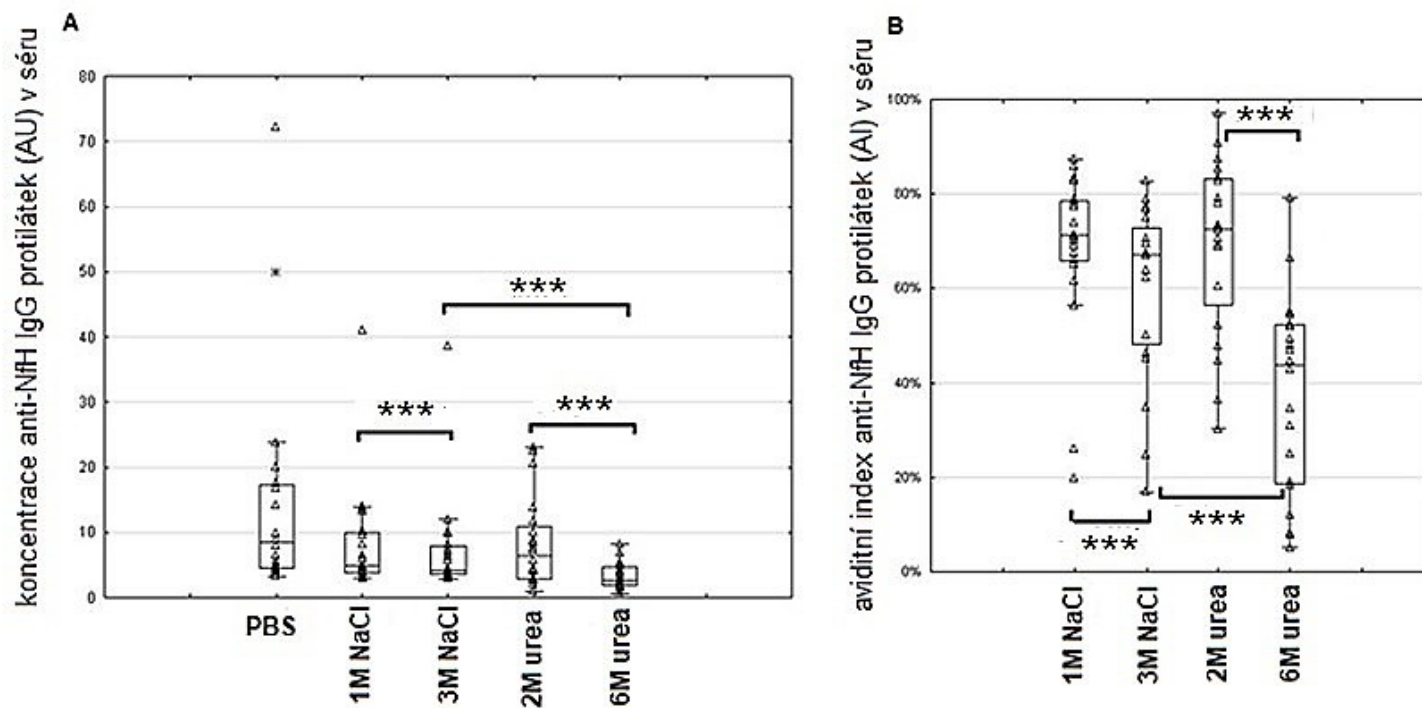 A
koncentrace anti-NfH IgG protilátek (AU) v séru
80
70
60
50
40
30
20
10
0
***
***
***
PBS
1M NaCl
3M NaCl
2M urea
6M urea
B
aviditní index anti-NfH IgG protilátek (AI) v séru
100%
80%
60%
40%
20%
0%
***
***
***
1M NaCl
3M NaCl
2M urea
6M urea